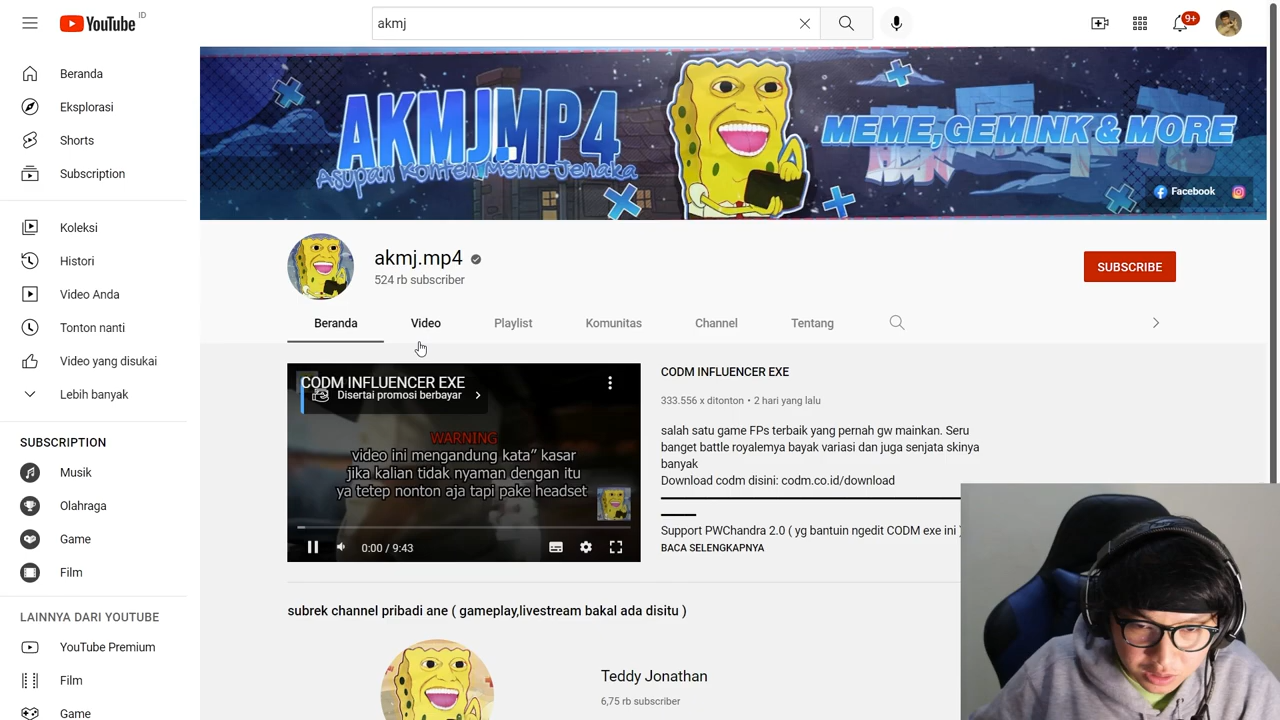 YouTube ID
akmj
9+
Beranda
Eksplorasi
Shorts
Subscription
Koleksi
Histori
Video Anda
Tonton nanti
Video yang disukai
Lebih banyak
SUBSCRIPTION
Musik
Olahraga
Game
Film
LAINNYA DARI YOUTUBE
YouTube Premium
Film
Game
AKMJMP4
Asupan Konten Meme Jenaka
MEME,GEMINK & MORE
Facebook
akmj.mp4
524 rb subscriber
SUBSCRIBE
Beranda Video Playlist Komunitas Channel Tentang
CODM INFLUENCER EXE
Disertai promosi berbayar
WARNING
video ini mengandung kata" kasar
jika kalian tidak nyaman dengan itu
ya tetep nonton aja tapi pake headset
0:00 / 9:43
CODM INFLUENCER EXE
333.556 x ditonton • 2 hari yang lalu
salah satu game FPs terbaik yang pernah gw mainkan. Seru
banget battle royalemya bayak variasi dan juga senjata skinya
banyak
Download codm disini: codm.co.id/download
Support PWChandra 2.0 ( yg bantuin ngedit CODM exe ini )
BACA SELENGKAPNYA
subrek channel pribadi ane ( gameplay,livestream bakal ada disitu )
Teddy Jonathan
6,75 rb subscriber